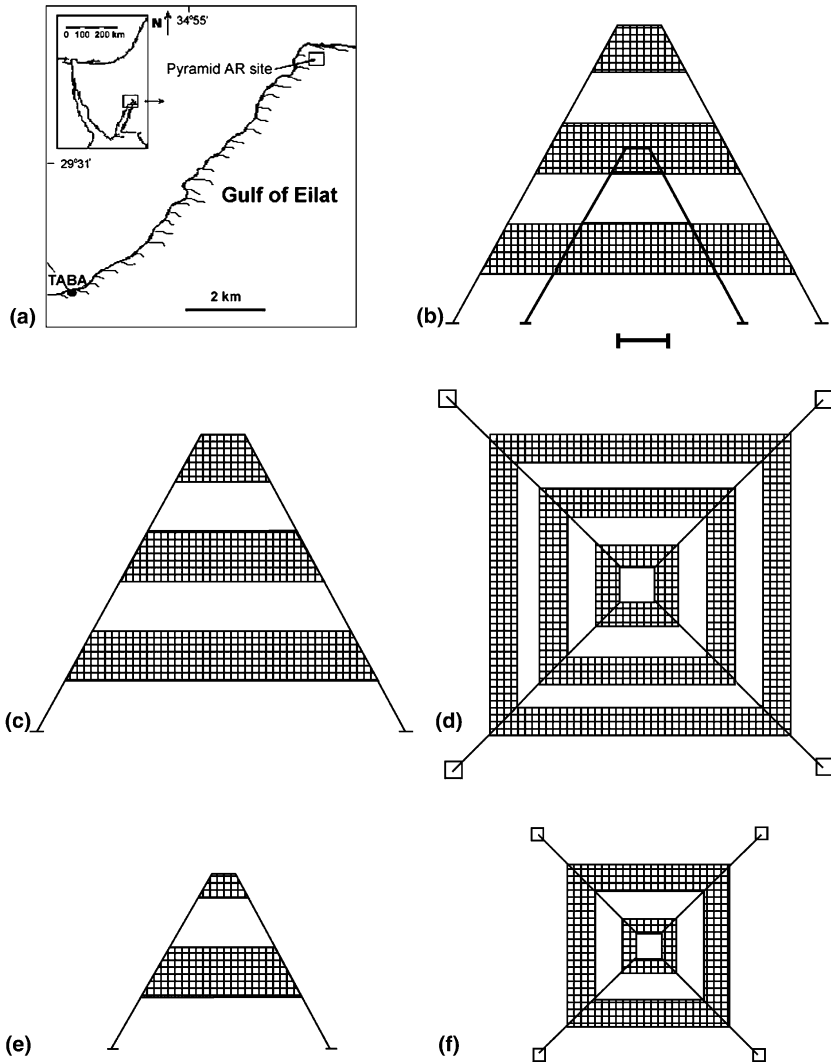 34°55'
N
0 100 200
km
Pyramid AR site
29°31'
Gulf of Eilat
TABA
2 km
(a)
(b)
(c)
(d)
(e)
(f)